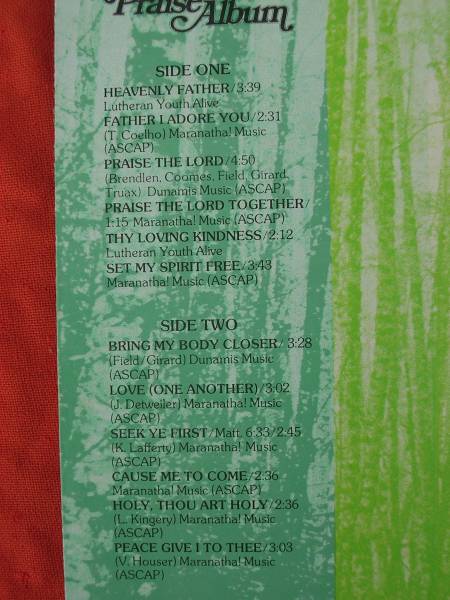 Praise Album
SIDE ONE
HEAVENLY FATHER/3:39
Lutheran Youth Alive
FATHER I ADORE YOU/2:31
(T. Coelho) Maranatha! Music
(ASCAP)
PRAISE THE LORD/4:50
(Brendlen, Coomes, Field, Girard,
Truax) Dunamis Music (ASCAP)
PRAISE THE LORD TOGETHER/
1:15 Maranatha! Music (ASCAP)
THY LOVING KINDNESS/2:12
Lutheran Youth Alive
SET MY SPIRIT FREE/3:43
Maranatha! Music (ASCAP)
SIDE TWO
BRING MY BODY CLOSER/3:28
(Field/Girard) Dunamis Music
(ASCAP)
LOVE (ONE ANOTHER)/3:02
(J. Detweiler) Maranatha! Music
(ASCAP)
SEEK YE FIRST/Matt. 6:33/2:45
(K. Lafferty) Maranatha! Music
(ASCAP)
CAUSE ME TO COME/2:36
Maranatha! Music (ASCAP)
HOLY, THOU ART HOLY/2:36
(L. Kingery) Maranatha! Music
(ASCAP)
PEACE GIVE I TO THEE/3:03
(V. Houser) Maranatha! Music
(ASCAP)